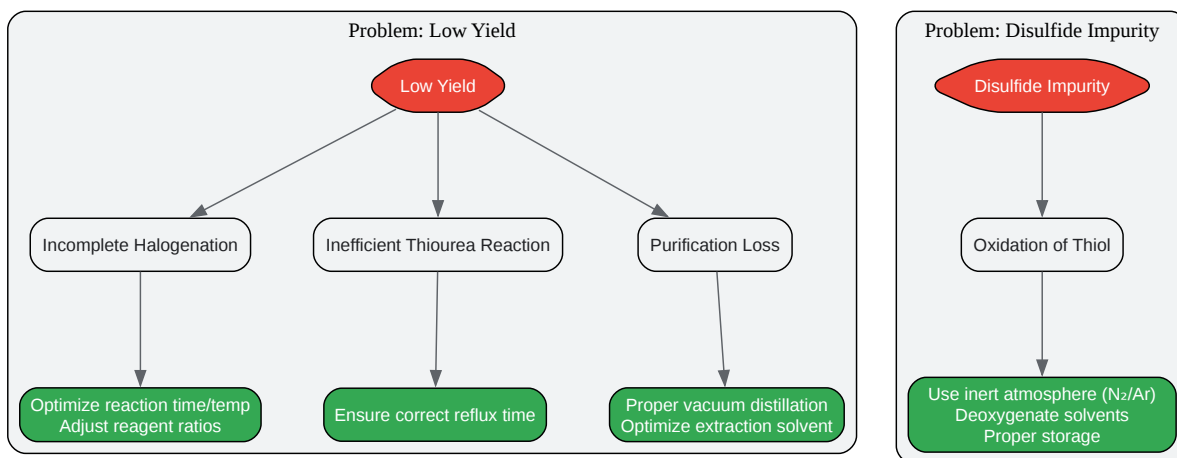 Problem: Low Yield
Low Yield
Incomplete Halogenation
Inefficient Thiourea Reaction
Purification Loss
Optimize reaction time/temp
Adjust reagent ratios
Ensure correct reflux time
Proper vacuum distillation
Optimize extraction solvent
Problem: Disulfide Impurity
Disulfide Impurity
Oxidation of Thiol
Use inert atmosphere (N₂/Ar)
Deoxygenate solvents
Proper storage